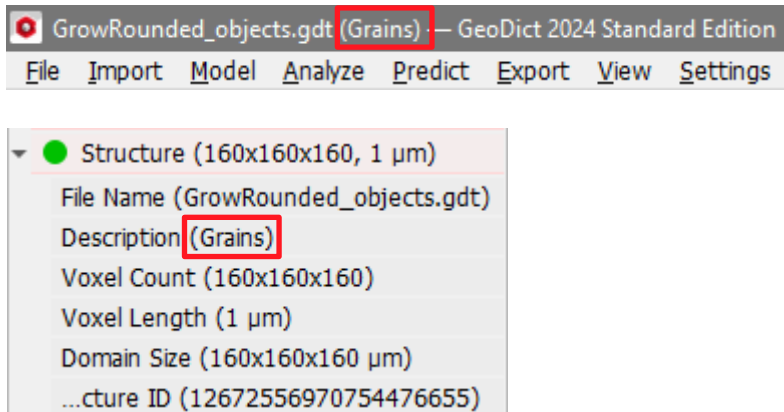 GrowRounded_objects.gdt (Grains) — GeoDict 2024 Standard Edition
File Import Model Analyze Predict Export View Settings
Structure (160x160x160, 1 µm)
File Name (GrowRounded_objects.gdt)
Description (Grains)
Voxel Count (160x160x160)
Voxel Length (1 µm)
Domain Size (160x160x160 µm)
...cture ID (12672556970754476655)